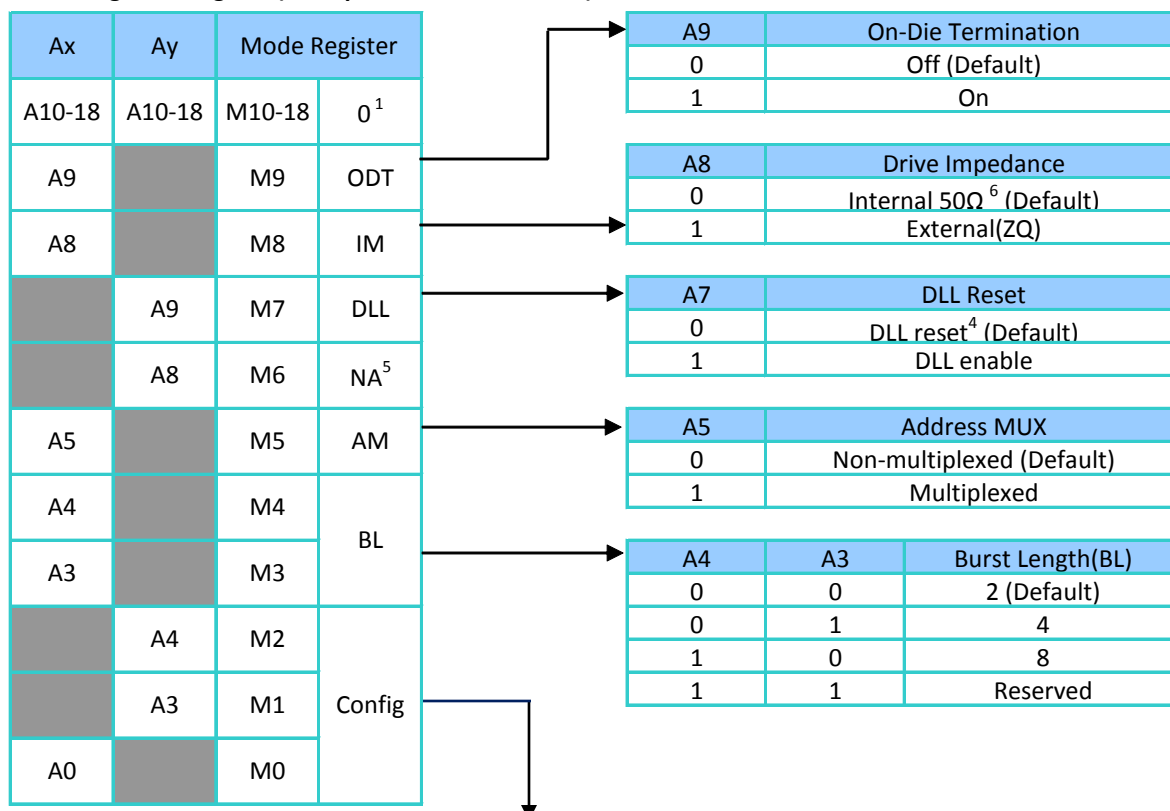 Ax Ay Mode Register
A10-18 A10-18 M10-18 0¹
A9 M9 ODT
A8 M8 IM
A9 M7 DLL
A8 M6 NA⁵
A5 M5 AM
A4 M4
BL
A3 M3
A4 M2
A3 M1 Config
A0 M0
A9 On-Die Termination
0 Off (Default)
1 On
A8 Drive Impedance
0 Internal 50Ω ⁶ (Default)
1 External(ZQ)
A7 DLL Reset
0 DLL reset⁴ (Default)
1 DLL enable
A5 Address MUX
0 Non-multiplexed (Default)
1 Multiplexed
A4 A3 Burst Length(BL)
0 0 2 (Default)
0 1 4
1 0 8
1 1 Reserved